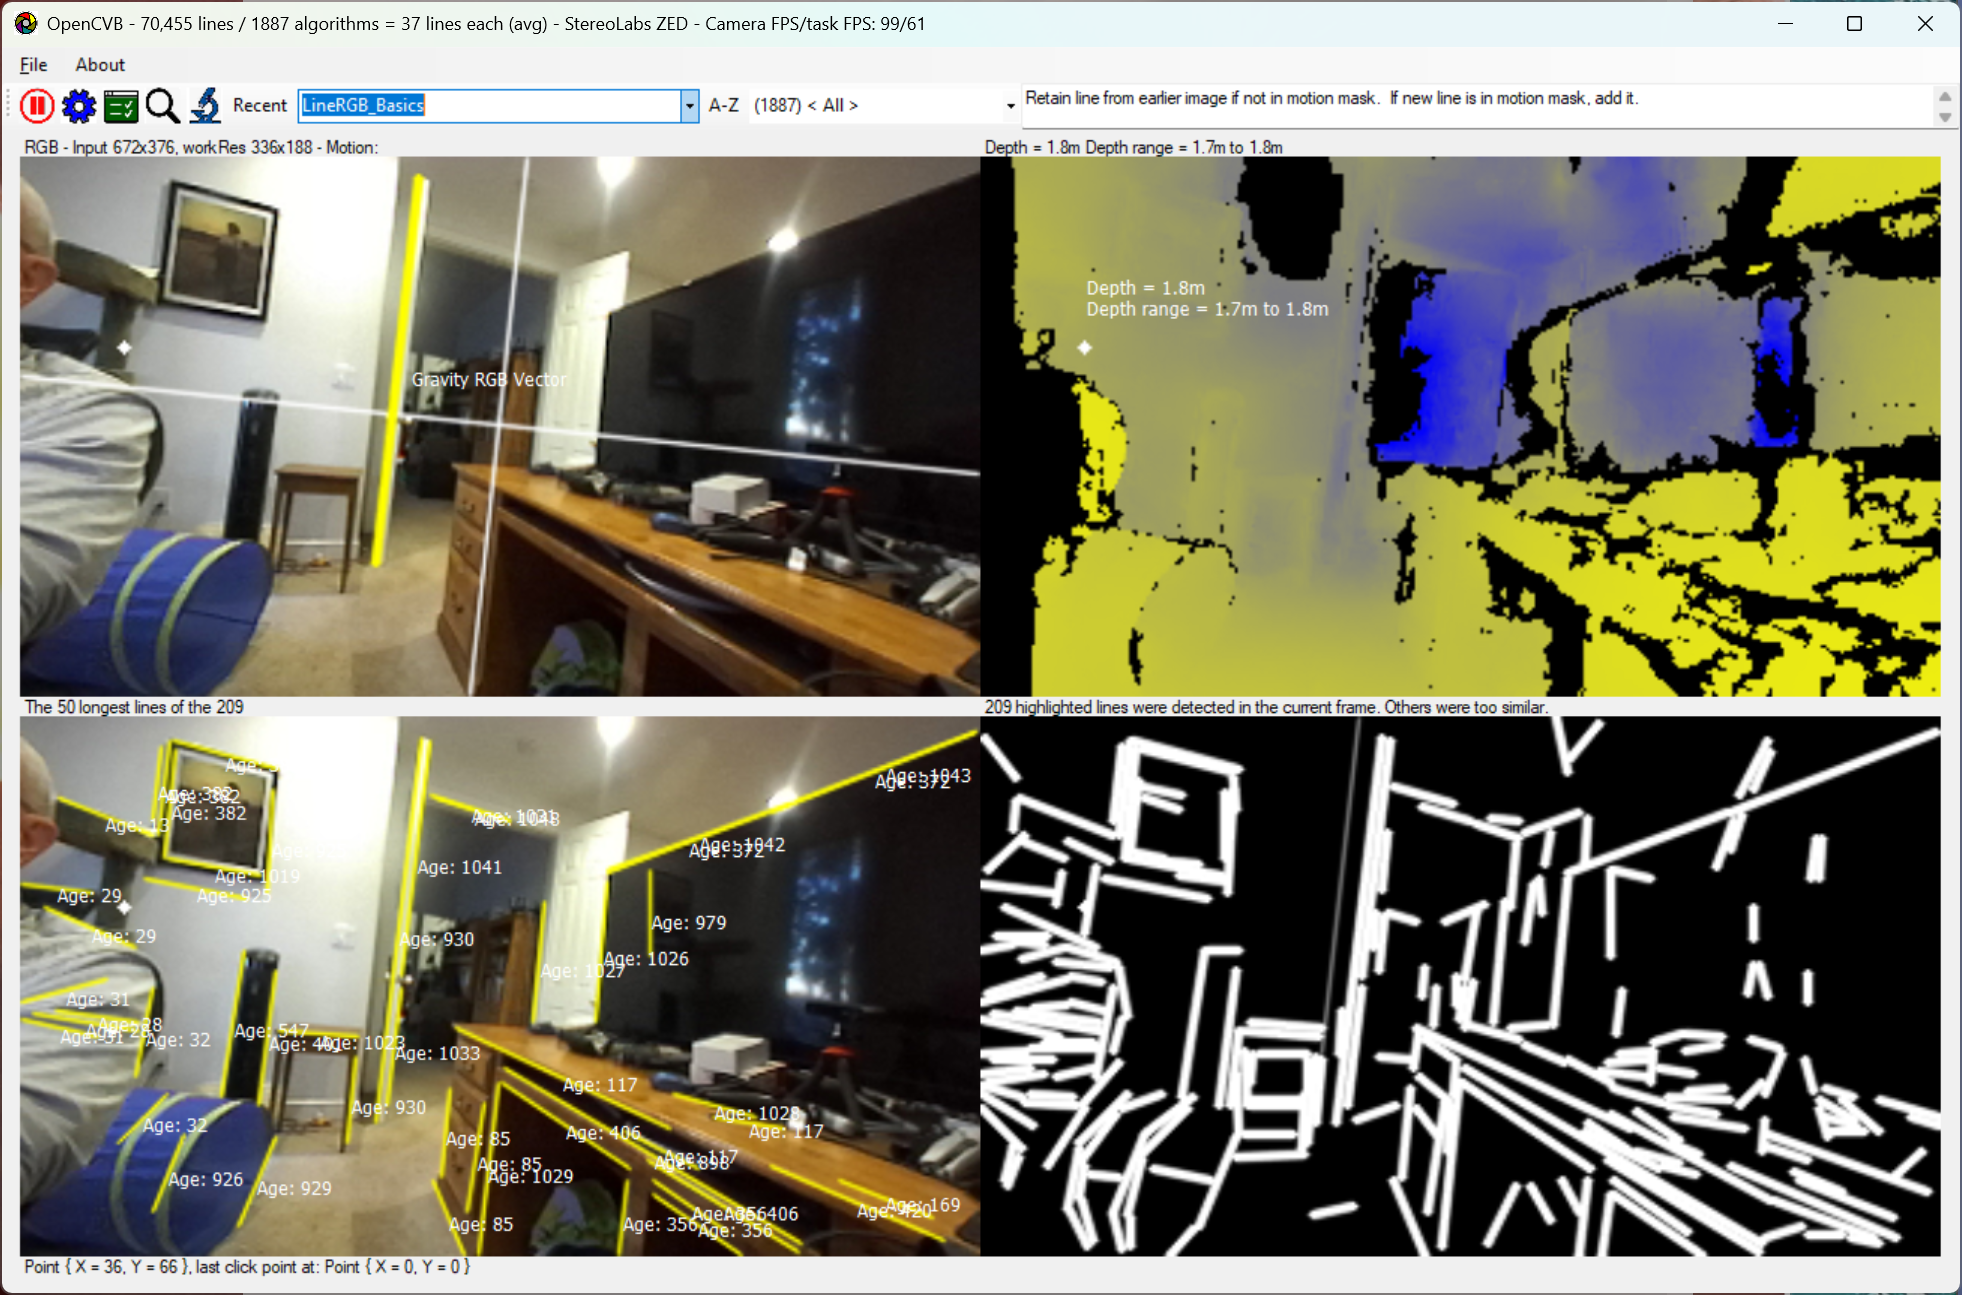 OpenCVB - 70,455 lines / 1887 algorithms = 37 lines each (avg) - StereoLabs ZED - Camera FPS/task FPS: 99/61
File About
Recent LineRGB_Basics A-Z (1887) < All >
Retain line from earlier image if not in motion mask. If new line is in motion mask, add it.
RGB - Input 672x376, workRes 336x188 - Motion:
Depth = 1.8m Depth range = 1.7m to 1.8m
Gravity RGB Vector
Depth = 1.8m
Depth range = 1.7m to 1.8m
The 50 longest lines of the 209
209 highlighted lines were detected in the current frame. Others were too similar.
Age: 382
Age: 382
Age: 13
Age: 1043
Age: 372
Age: 1031
Age: 1048
Age: 1042
Age: 372
Age: 1041
Age: 1019
Age: 925
Age: 29
Age: 979
Age: 29
Age: 930
Age: 1026
Age: 1027
Age: 31
Age: 28
Age: 31
Age: 32
Age: 547
Age: 1023
Age: 1033
Age: 117
Age: 930
Age: 1028
Age: 32
Age: 406
Age: 117
Age: 85
Age: 117
Age: 898
Age: 85
Age: 1029
Age: 926
Age: 929
Age: 169
Age: 356
Age: 85
Age: 356
Point { X = 36, Y = 66 }, last click point at: Point { X = 0, Y = 0 }